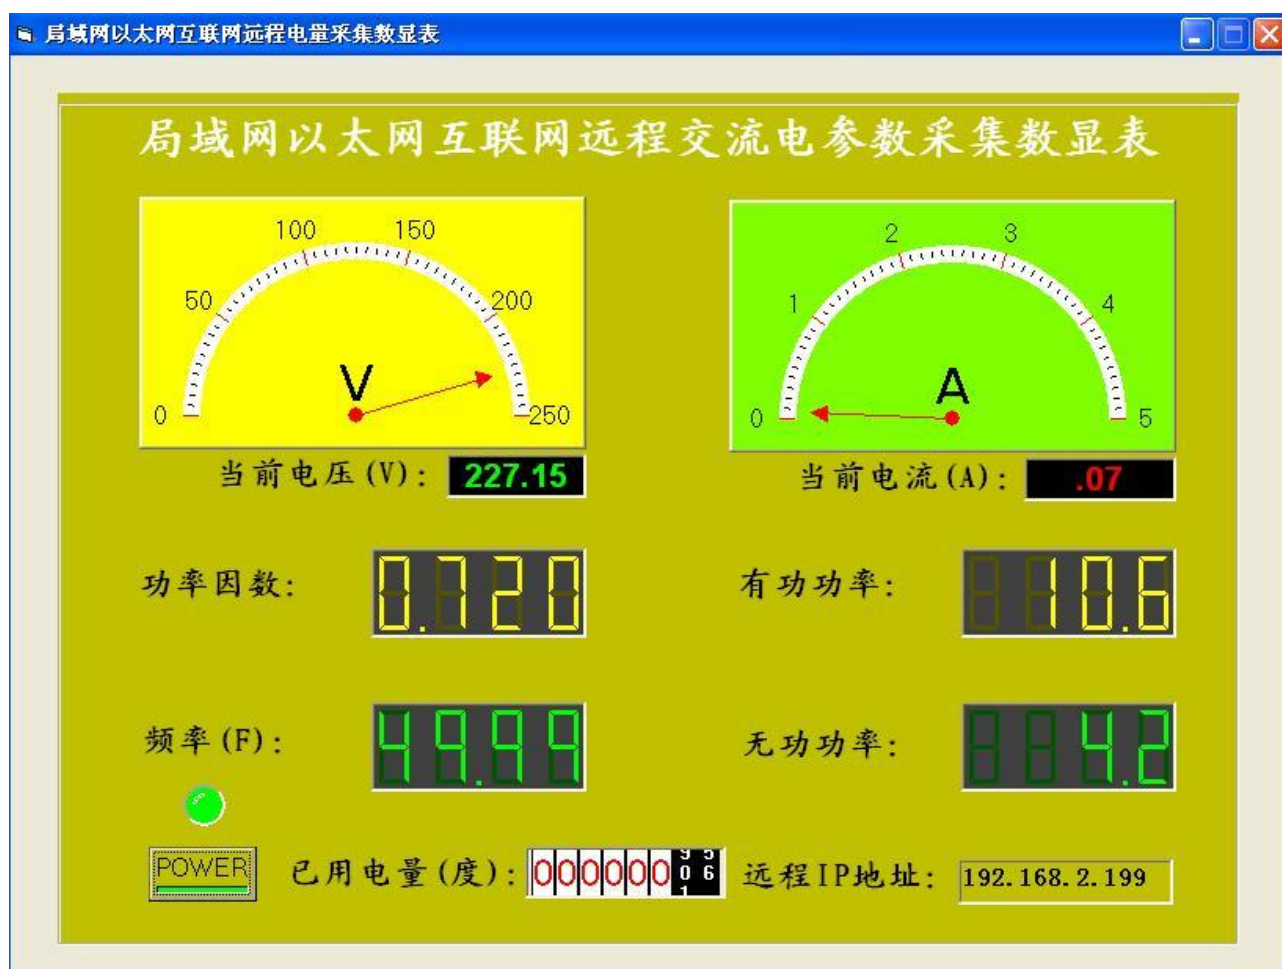 局域网以太网互联网远程电量采集数显表
局域网以太网互联网远程交流电参数采集数显表
100 150
50 200
V
0 250
当前电压(V): 227.15
2 3
1 4
A
0 5
当前电流(A): .07
功率因数: 0.720
有功功率: 10.6
频率(F): 49.99
无功功率: 4.2
POWER
已用电量(度): 00000006
远程IP地址: 192.168.2.199